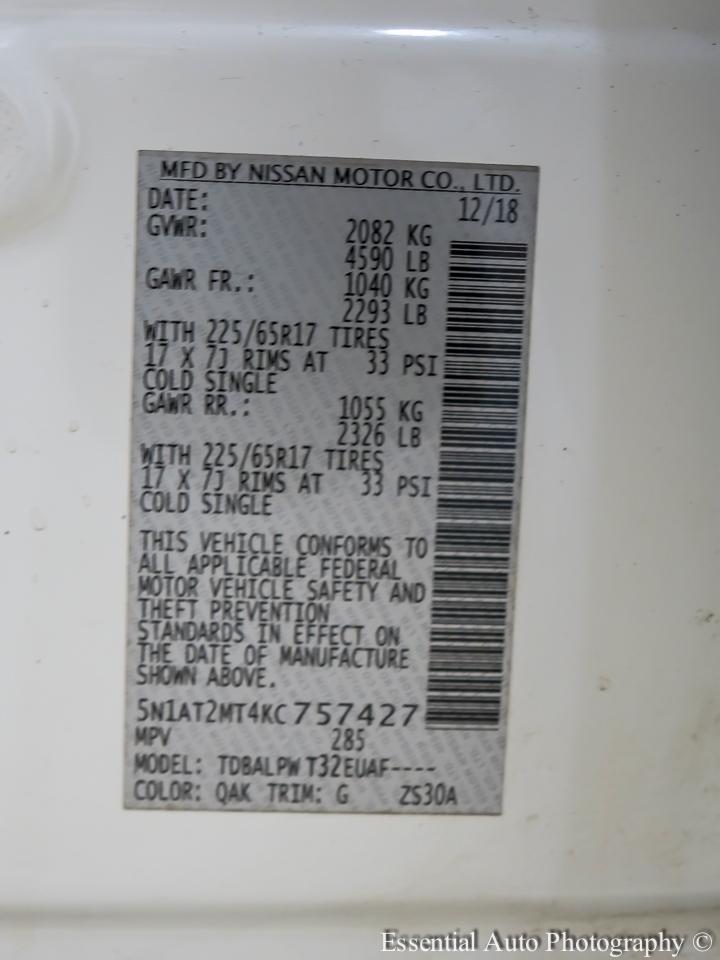 MFD BY NISSAN MOTOR CO., LTD.
DATE: 12/18
GVWR: 2082 KG
4590 LB
GAWR FR.: 1040 KG
2293 LB
WITH 225/65R17 TIRES
17 X 7J RIMS AT 33 PSI
COLD SINGLE
GAWR RR.: 1055 KG
2326 LB
WITH 225/65R17 TIRES
17 X 7J RIMS AT 33 PSI
COLD SINGLE
THIS VEHICLE CONFORMS TO
ALL APPLICABLE FEDERAL
MOTOR VEHICLE SAFETY AND
THEFT PREVENTION
STANDARDS IN EFFECT ON
THE DATE OF MANUFACTURE
SHOWN ABOVE.
5N1AT2MT4KC757427
MPV 285
MODEL: TDBALPW T32EUAF----
COLOR: QAK TRIM: G ZS30A
Essential Auto Photography ©